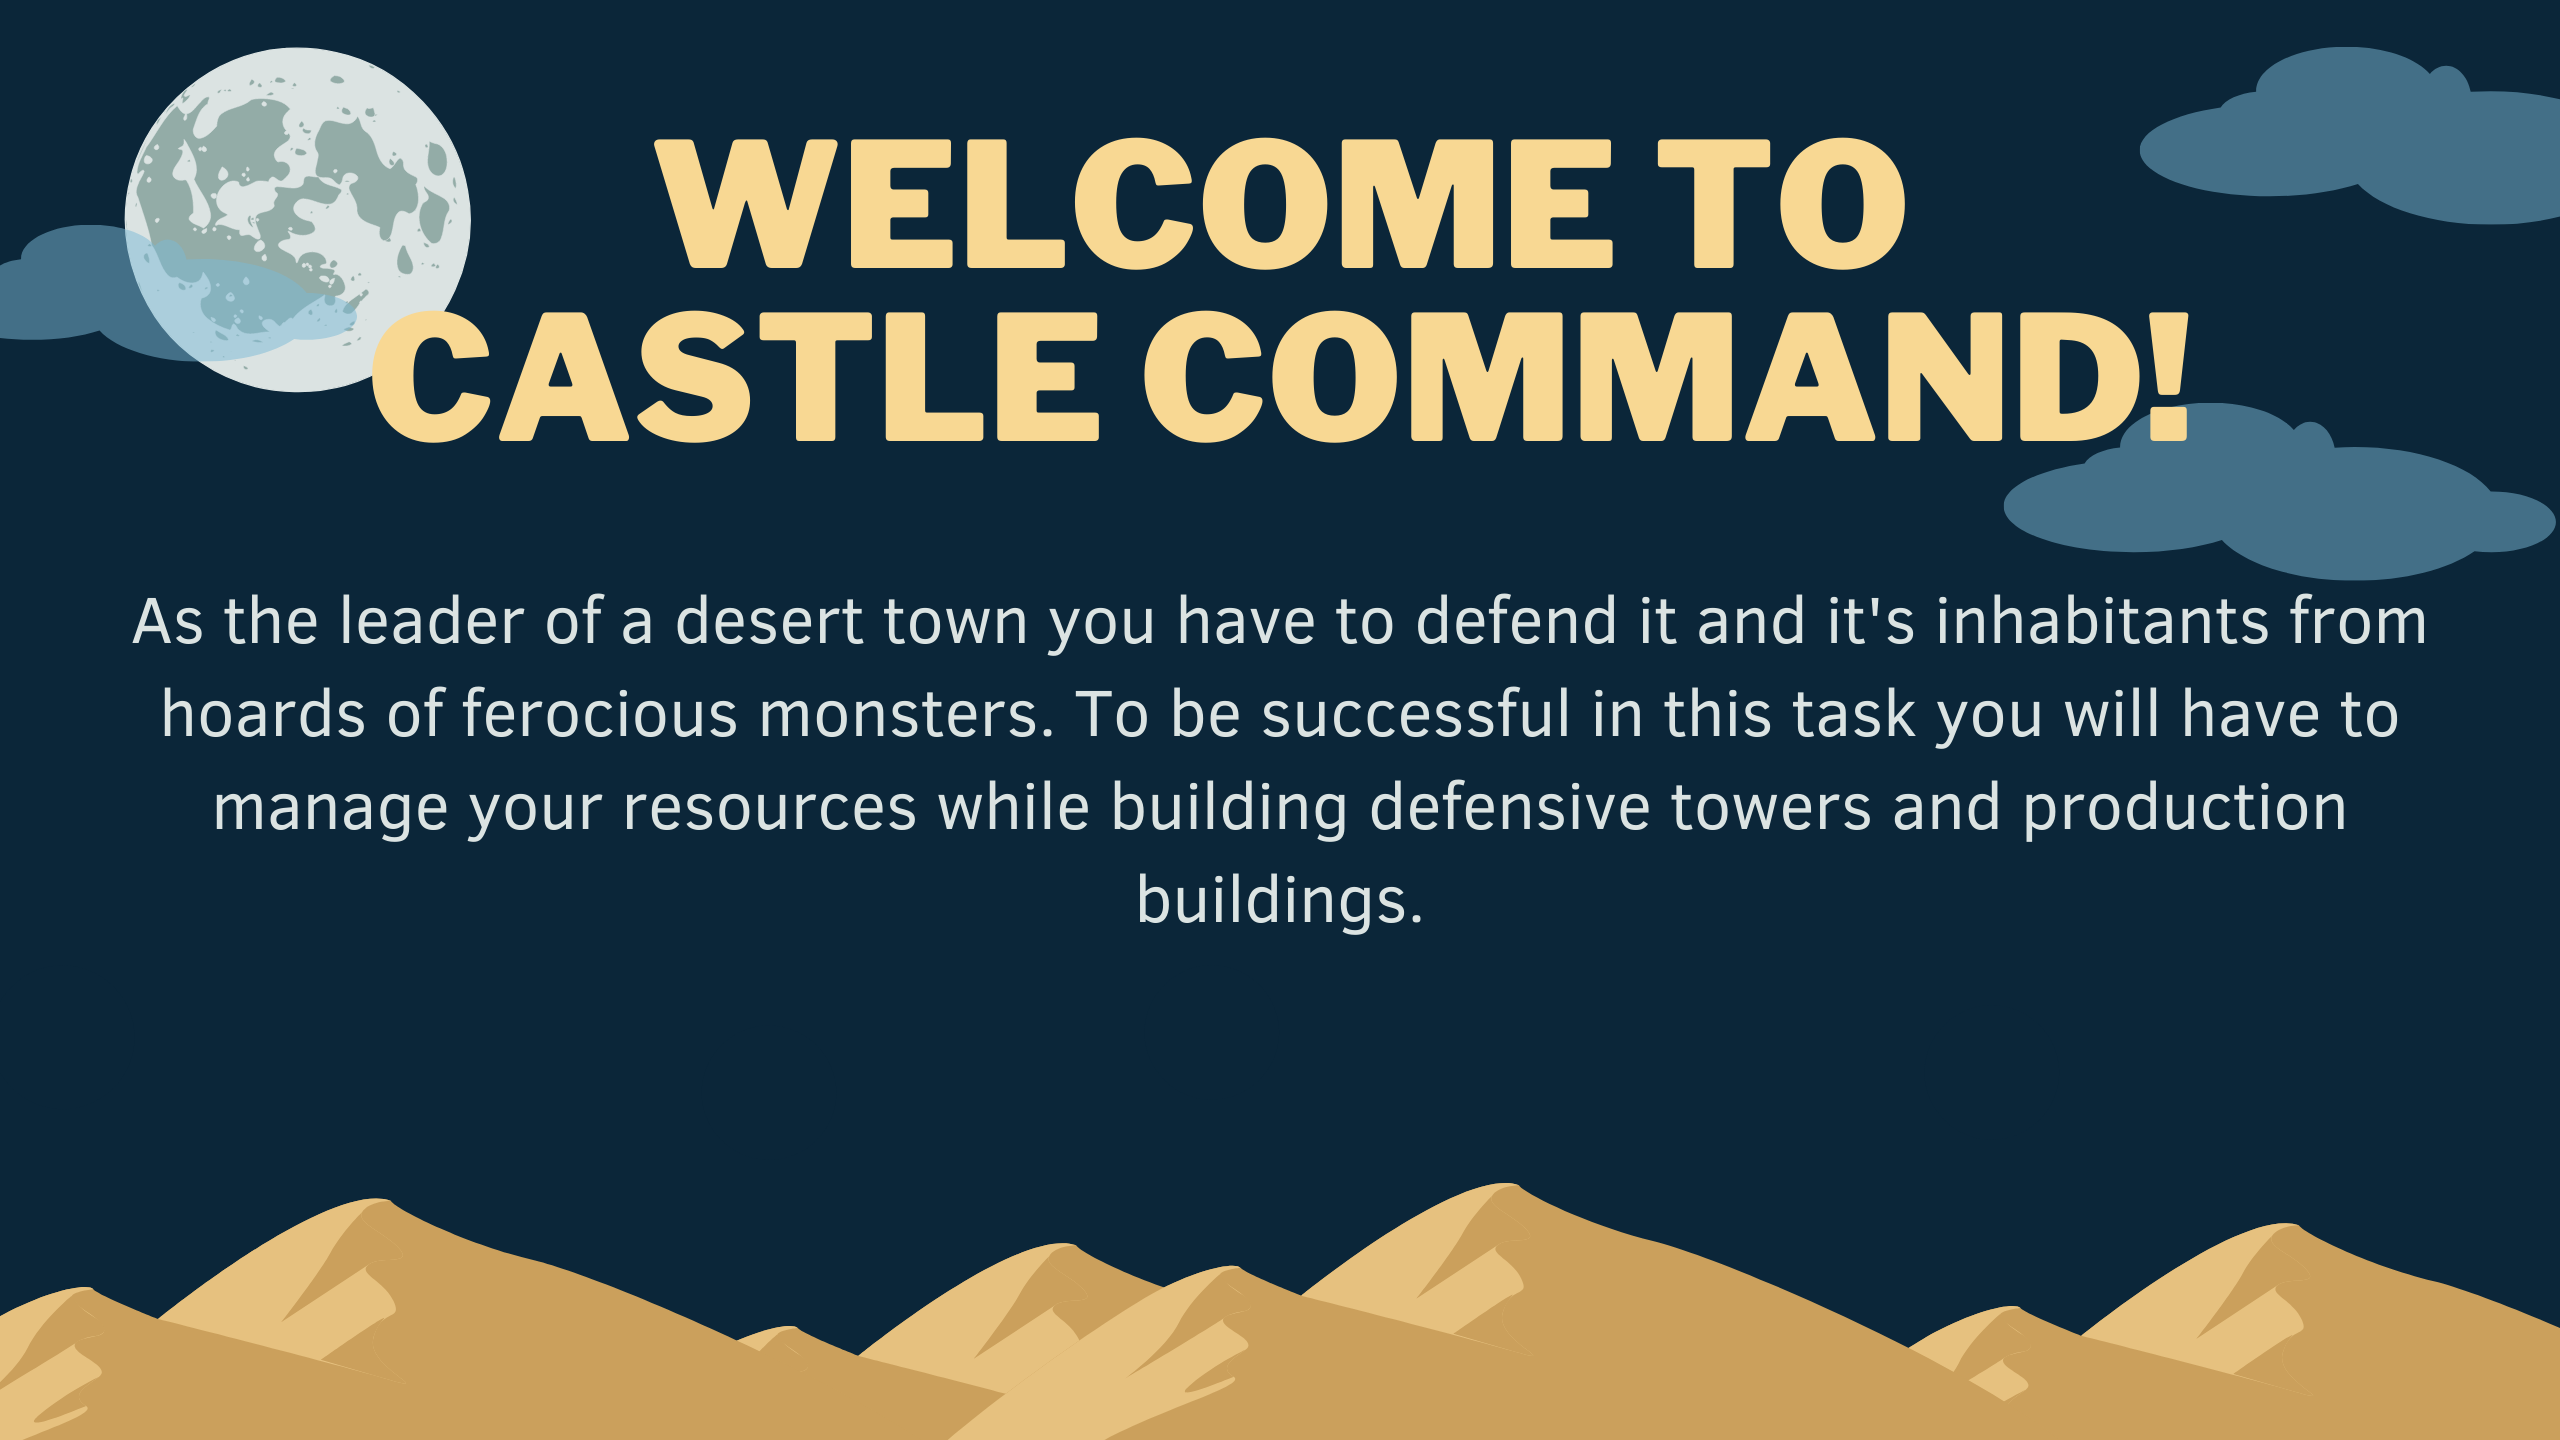 WELCOME TO
CASTLE COMMAND!
As the leader of a desert town you have to defend it and it's inhabitants from
hoards of ferocious monsters. To be successful in this task you will have to
manage your resources while building defensive towers and production
buildings.